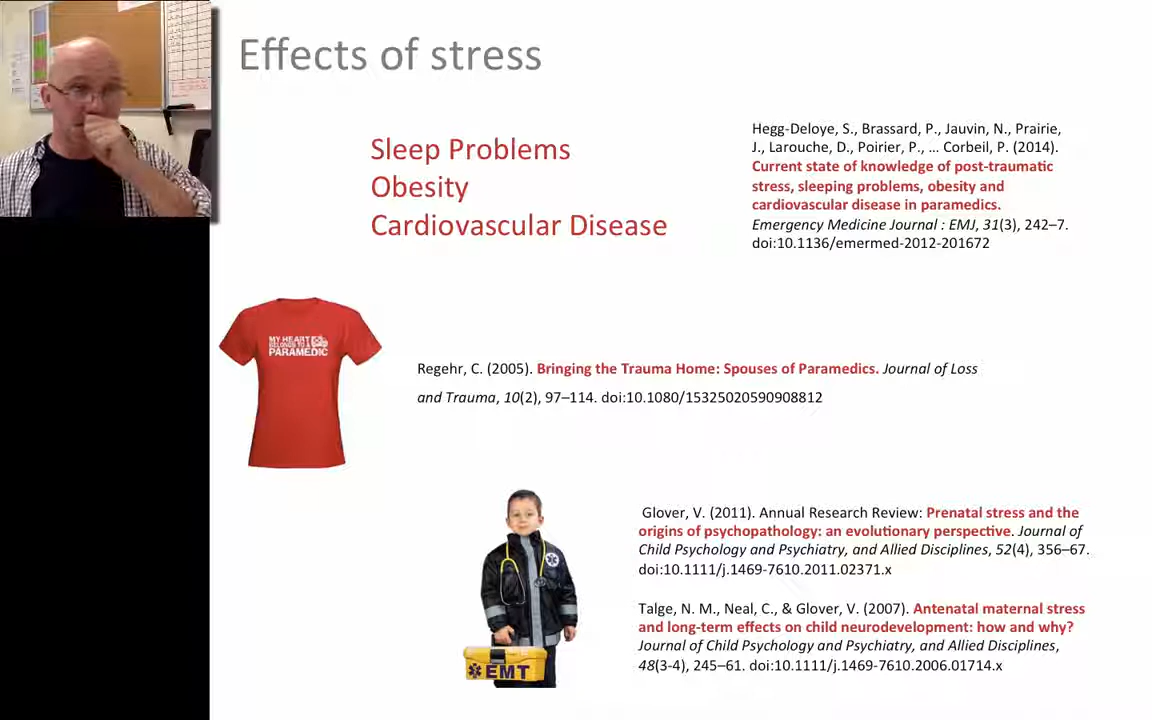 Effects of stress
Sleep Problems
Obesity
Cardiovascular Disease
Hegg-Deloye, S., Brassard, P., Jauvin, N., Prairie,
J., Larouche, D., Poirier, P., … Corbeil, P. (2014).
Current state of knowledge of post-traumatic
stress, sleeping problems, obesity and
cardiovascular disease in paramedics.
Emergency Medicine Journal : EMJ, 31(3), 242–7.
doi:10.1136/emermed-2012-201672
MY HEART
BELONGS TO A
PARAMEDIC
Regehr, C. (2005). Bringing the Trauma Home: Spouses of Paramedics. Journal of Loss
and Trauma, 10(2), 97–114. doi:10.1080/15325020590908812
EMT
Glover, V. (2011). Annual Research Review: Prenatal stress and the
origins of psychopathology: an evolutionary perspective. Journal of
Child Psychology and Psychiatry, and Allied Disciplines, 52(4), 356–67.
doi:10.1111/j.1469-7610.2011.02371.x
Talge, N. M., Neal, C., & Glover, V. (2007). Antenatal maternal stress
and long-term effects on child neurodevelopment: how and why?
Journal of Child Psychology and Psychiatry, and Allied Disciplines,
48(3-4), 245–61. doi:10.1111/j.1469-7610.2006.01714.x